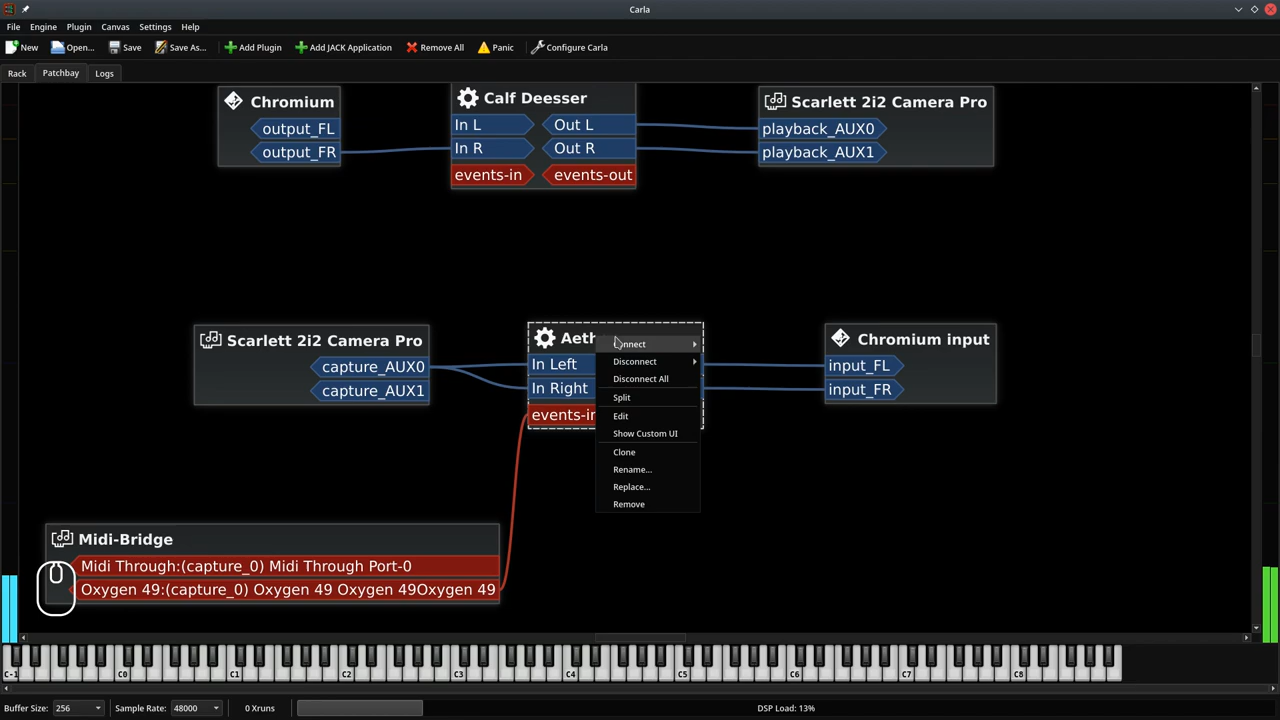 Carla
File Engine Plugin Canvas Settings Help
New Open... Save Save As... Add Plugin Add JACK Application Remove All Panic Configure Carla
Rack Patchbay Logs
Chromium
output_FL
output_FR
Calf Deesser
In L Out L
In R Out R
events-in events-out
Scarlett 2i2 Camera Pro
playback_AUX0
playback_AUX1
Scarlett 2i2 Camera Pro
capture_AUX0
capture_AUX1
Aeth
In Left
In Right
events-in
Connect
Disconnect
Disconnect All
Split
Edit
Show Custom UI
Clone
Rename...
Replace...
Remove
Chromium input
input_FL
input_FR
Midi-Bridge
Midi Through:(capture_0) Midi Through Port-0
Oxygen 49:(capture_0) Oxygen 49 Oxygen 49Oxygen 49
C-1 C0 C1 C2 C3 C4 C5 C6 C7 C8
Buffer Size: 256 Sample Rate: 48000 0 Xruns DSP Load: 13%